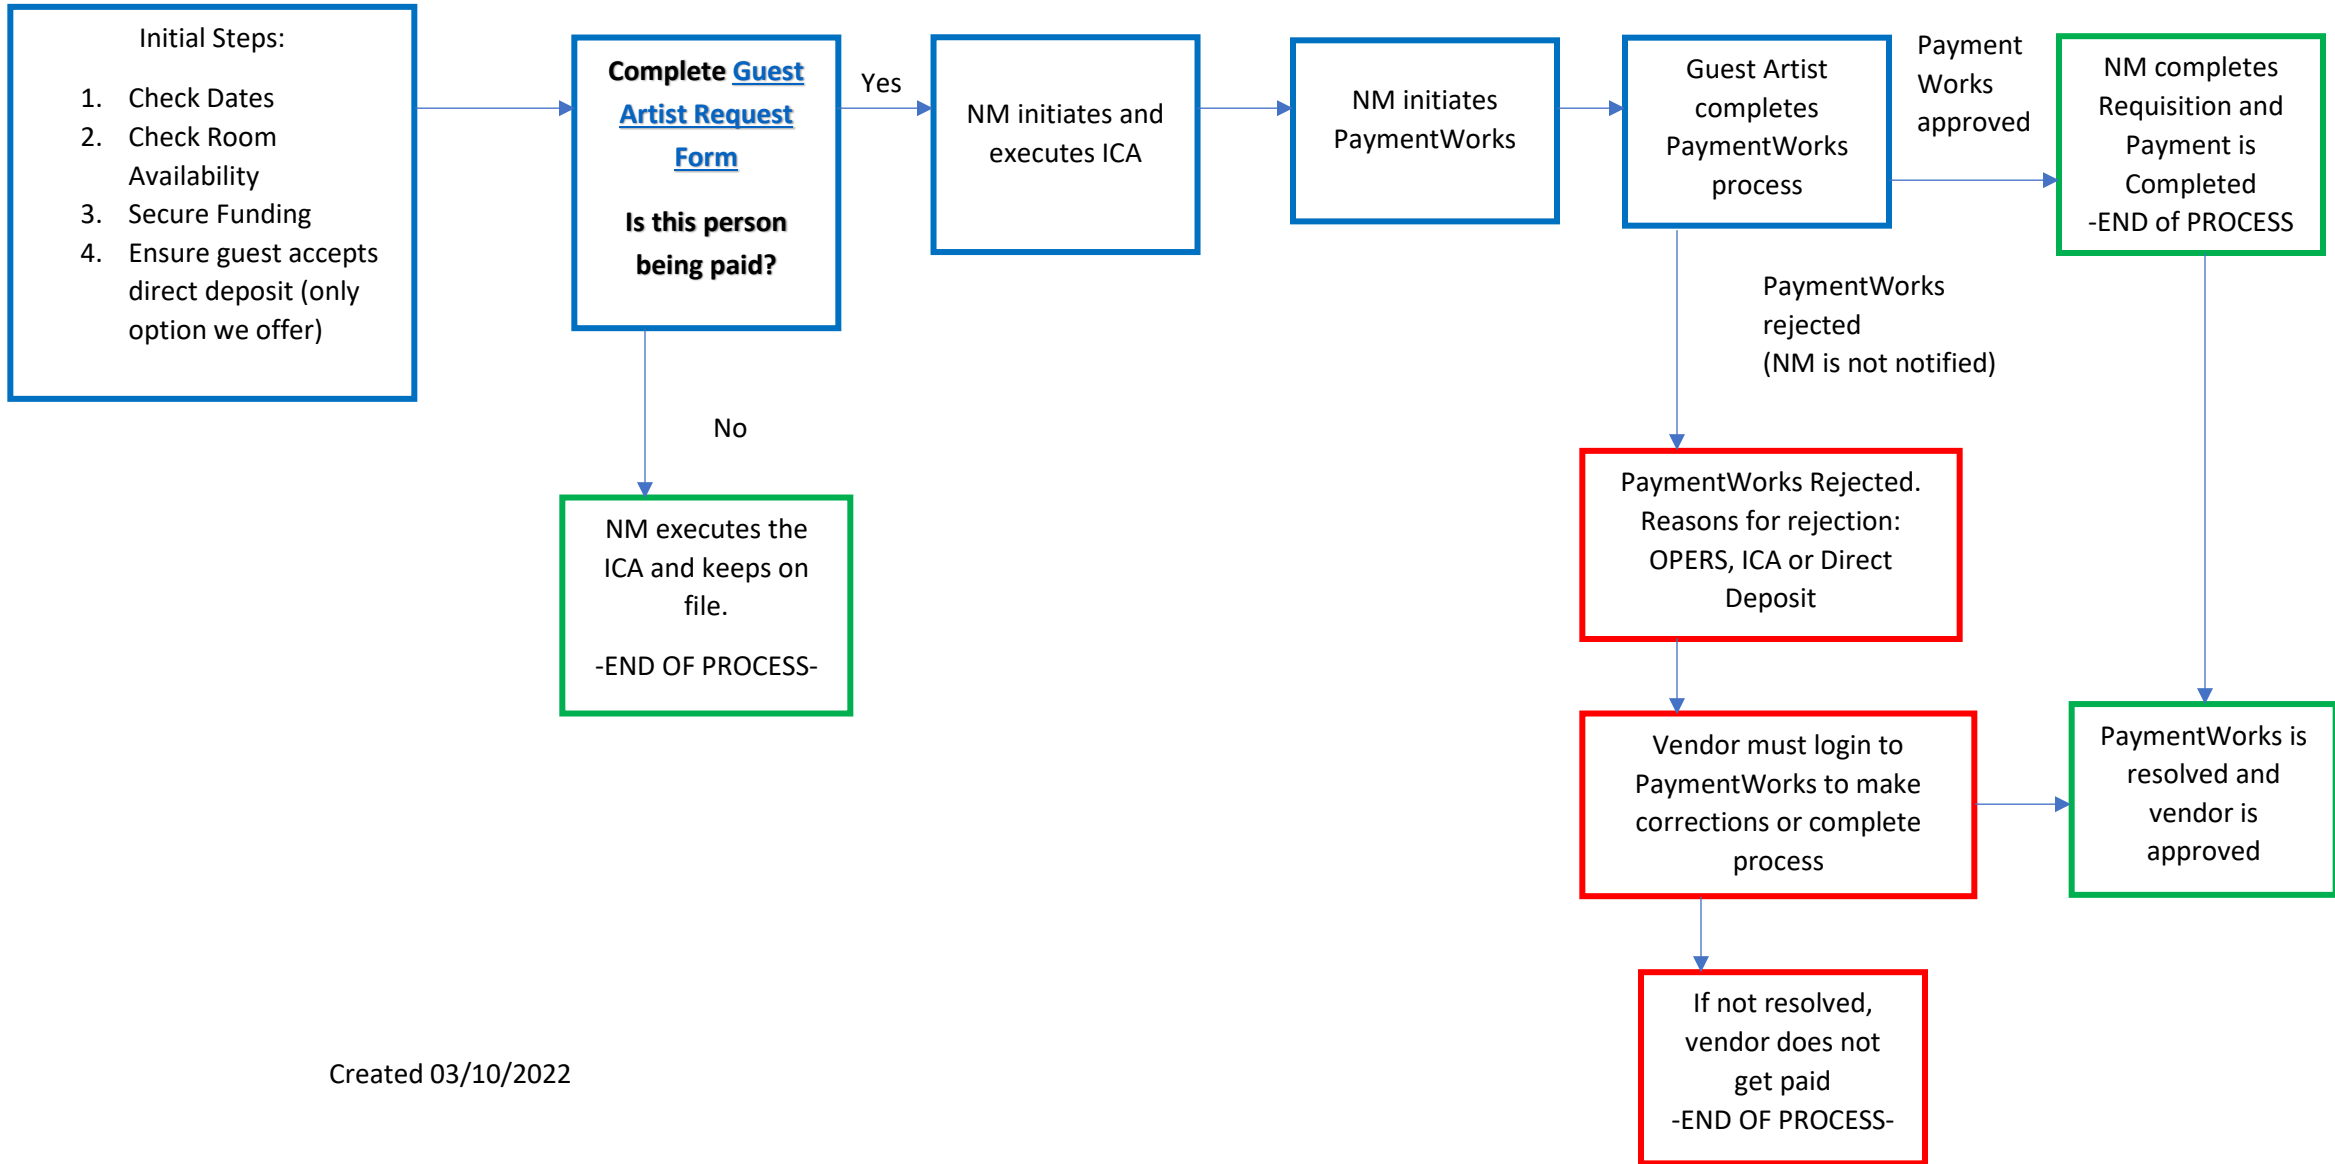 Initial Steps:
1. Check Dates
2. Check Room
Availability
3. Secure Funding
4. Ensure guest accepts
direct deposit (only
option we offer)
Complete Guest
Artist Request
Form
Is this person
being paid?
Yes
NM initiates and
executes ICA
NM initiates
PaymentWorks
Guest Artist
completes
PaymentWorks
process
Payment
Works
approved
NM completes
Requisition and
Payment is
Completed
-END of PROCESS
No
NM executes the
ICA and keeps on
file.
-END OF PROCESS-
PaymentWorks
rejected
(NM is not notified)
PaymentWorks Rejected.
Reasons for rejection:
OPERS, ICA or Direct
Deposit
Vendor must login to
PaymentWorks to make
corrections or complete
process
PaymentWorks is
resolved and
vendor is
approved
If not resolved,
vendor does not
get paid
-END OF PROCESS-
Created 03/10/2022